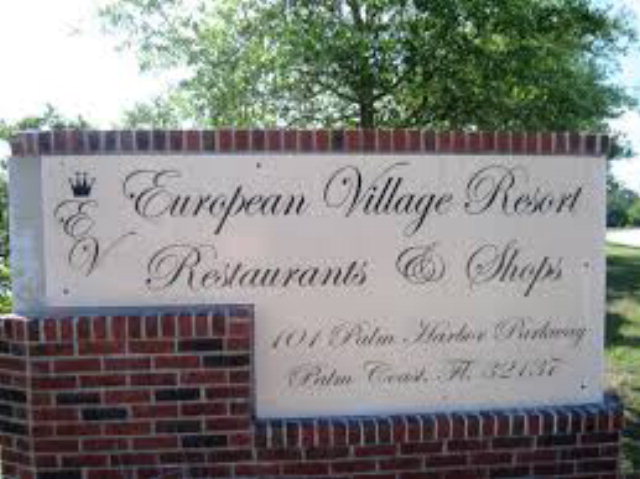 European Village Resort
EV
Restaurants & Shops
101 Palm Harbor Parkway
Palm Coast, Fl. 32137